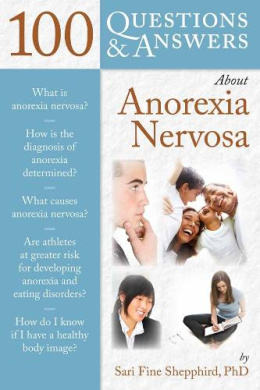 100 QUESTIONS
& ANSWERS
About
Anorexia
Nervosa
What is
anorexia nervosa?
How is the
diagnosis of
anorexia
determined?
What causes
anorexia nervosa?
Are athletes
at greater risk
for developing
anorexia and
eating disorders?
How do I know
if I have a healthy
body image?
by
Sari Fine Shepphird, PhD